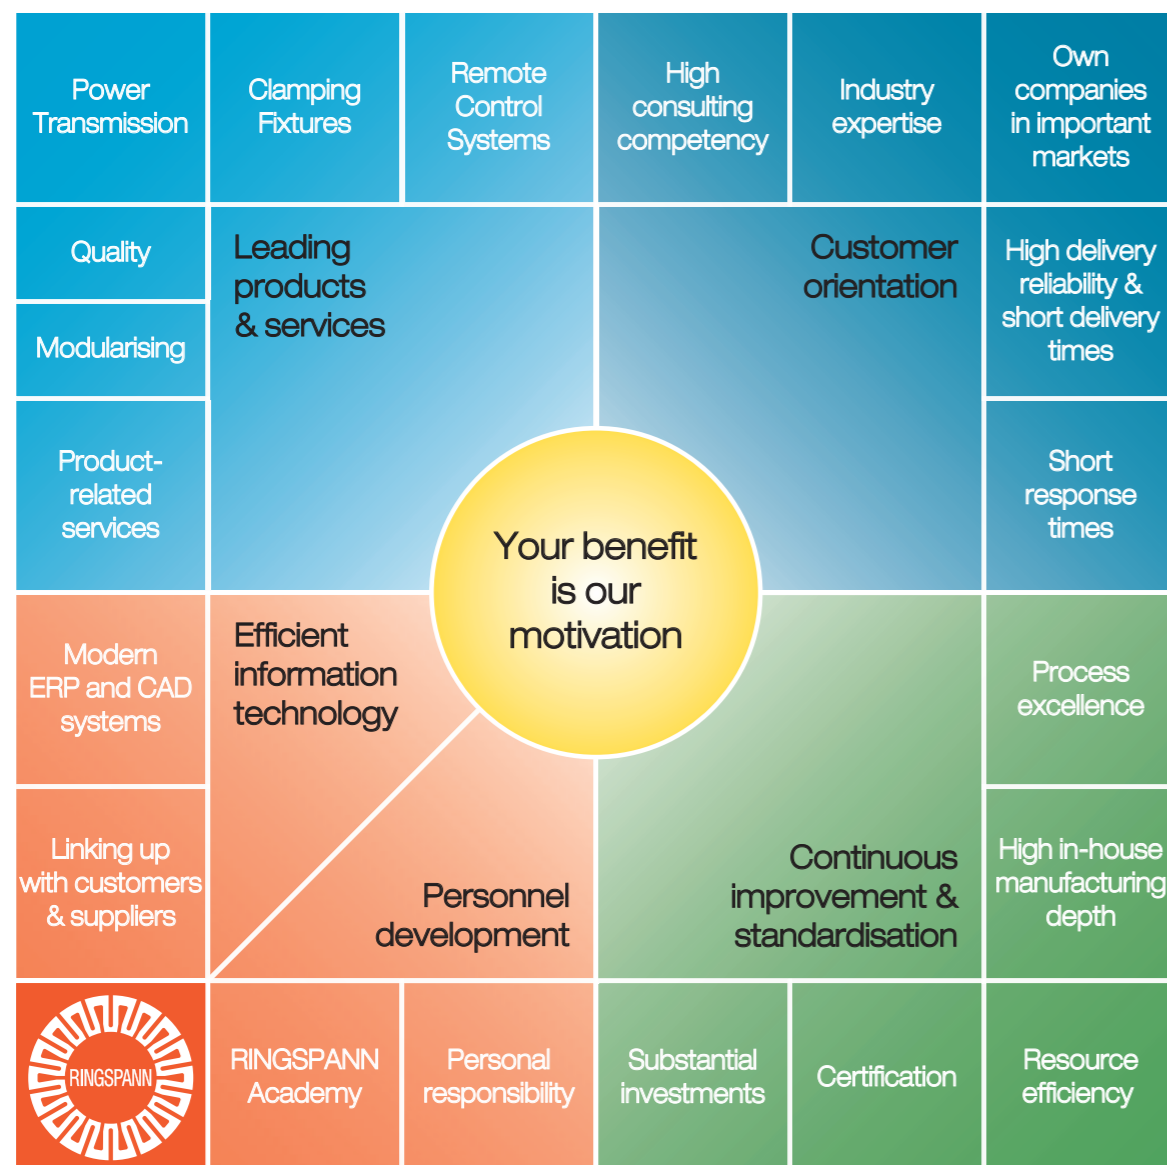 Power
Transmission
Clamping
Fixtures
Remote
Control
Systems
High
consulting
competency
Industry
expertise
Own
companies
in important
markets
Quality
Modularising
Product-
related
services
Leading
products
& services
Customer
orientation
High delivery
reliability &
short delivery
times
Short
response
times
Your benefit
is our
motivation
Modern
ERP and CAD
systems
Linking up
with customers
& suppliers
Efficient
information
technology
Personnel
development
Continuous
improvement &
standardisation
Process
excellence
High in-house
manufacturing
depth
RINGSPANN
RINGSPANN
Academy
Personal
responsibility
Substantial
investments
Certification
Resource
efficiency